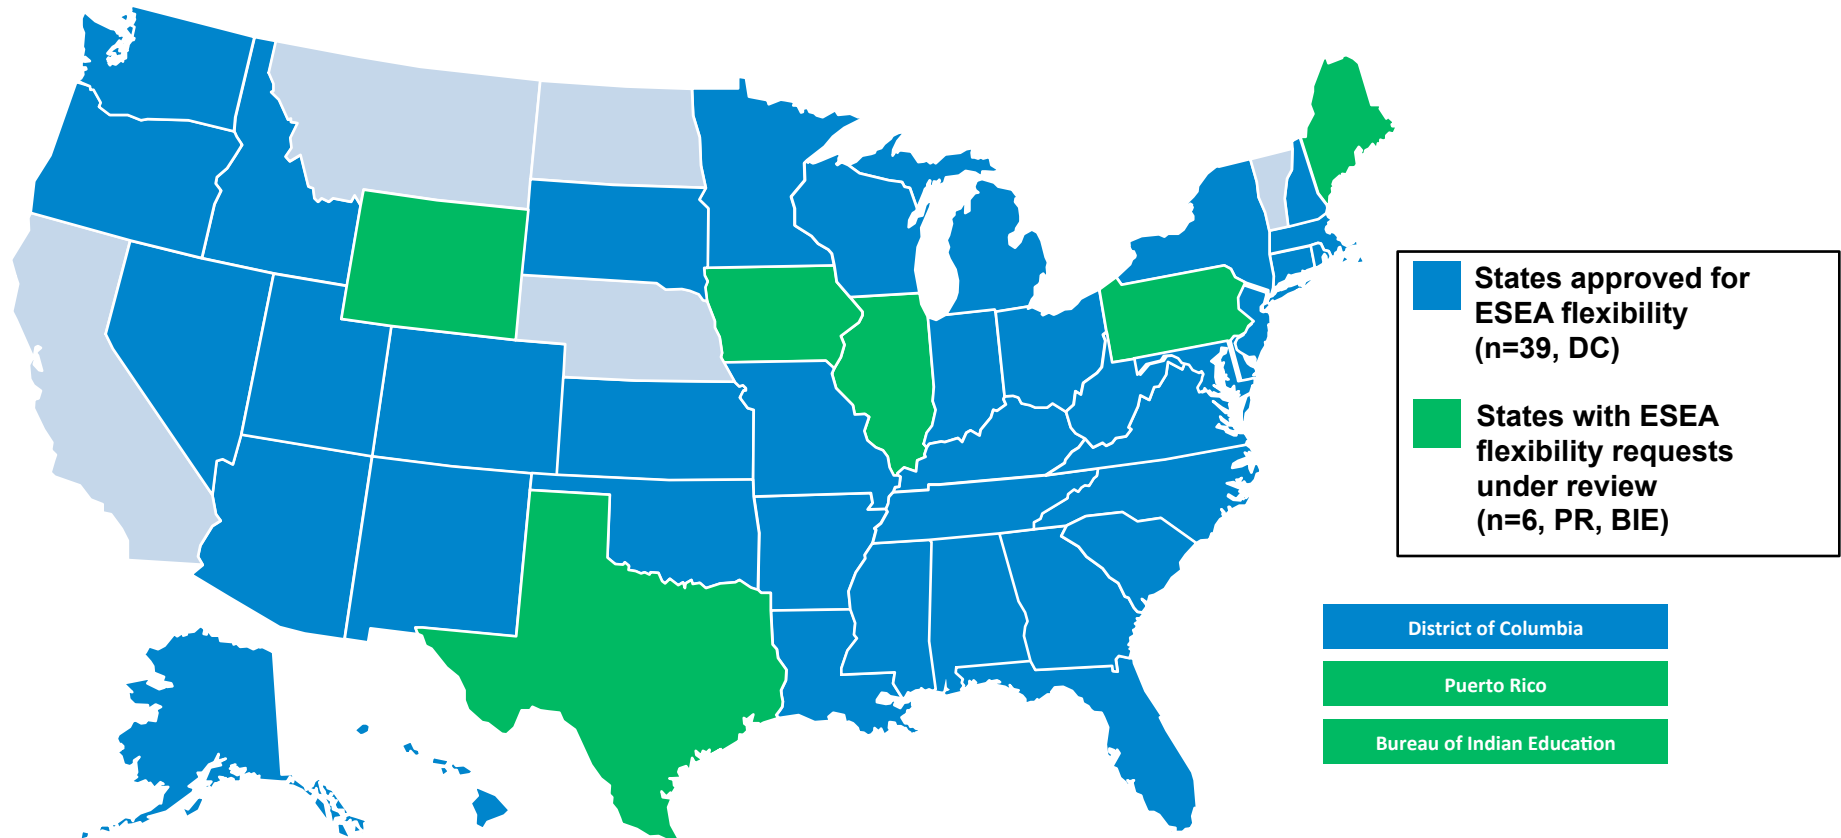 States approved for
ESEA flexibility
(n=39, DC)
States with ESEA
flexibility requests
under review
(n=6, PR, BIE)
District of Columbia
Puerto Rico
Bureau of Indian Education